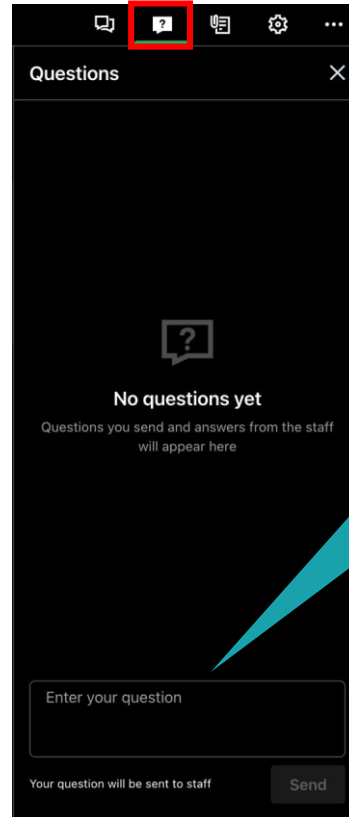 Questions
No questions yet
Questions you send and answers from the staff
will appear here
Enter your question
Your question will be sent to staff
Send